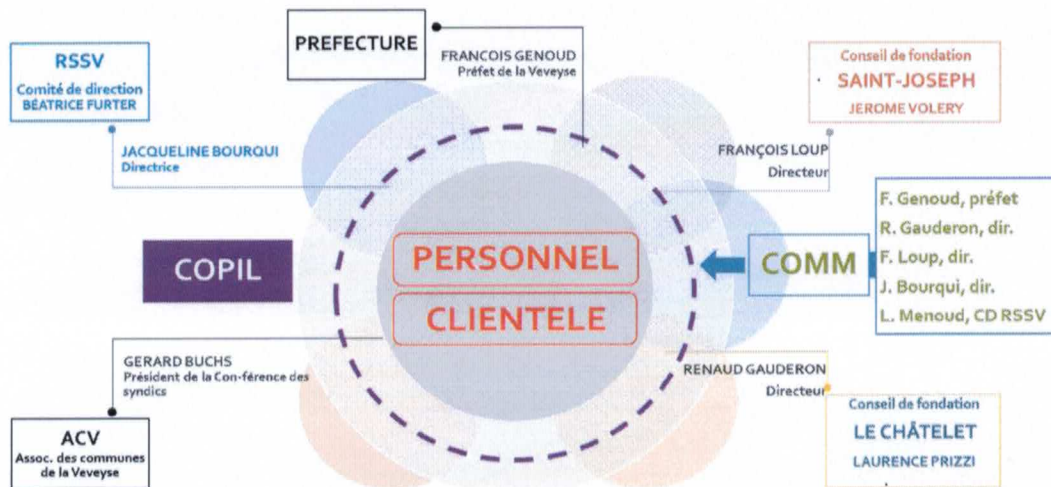 PREFECTURE
FRANCOIS GENOUD
Préfet de la Veveyse
RSSV
Comité de direction
BÉATRICE FURTER
JACQUELINE BOURQUI
Directrice
Conseil de fondation
SAINT-JOSEPH
JEROME VOLERY
FRANÇOIS LOUP
Directeur
COPIL
PERSONNEL
CLIENTELE
COMM
F. Genoud, préfet
R. Gauderon, dir.
F. Loup, dir.
J. Bourqui, dir.
L. Menoud, CD RSSV
GERARD BUCHS
Président de la Con-férence des
syndics
ACV
Assoc. des communes
de la Veveyse
RENAUD GAUDERON
Directeur
Conseil de fondation
LE CHÂTELET
LAURENCE PRIZZI